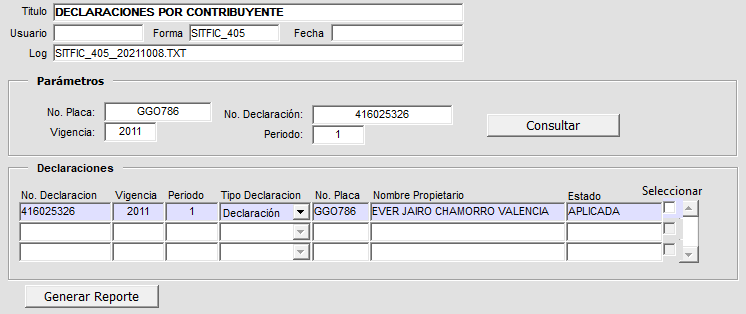 Titulo DECLARACIONES POR CONTRIBUYENTE
Usuario Forma SITFIC_405 Fecha
Log SITFIC_405_20211008.TXT
Parámetros
No. Placa: GGO786 No. Declaración: 416025326
Vigencia: 2011 Periodo: 1 Consultar
Declaraciones
No. Declaracion Vigencia Periodo Tipo Declaracion No. Placa Nombre Propietario Estado Seleccionar
416025326 2011 1 Declaración GGO786 EVER JAIRO CHAMORRO VALENCIA APLICADA
Generar Reporte